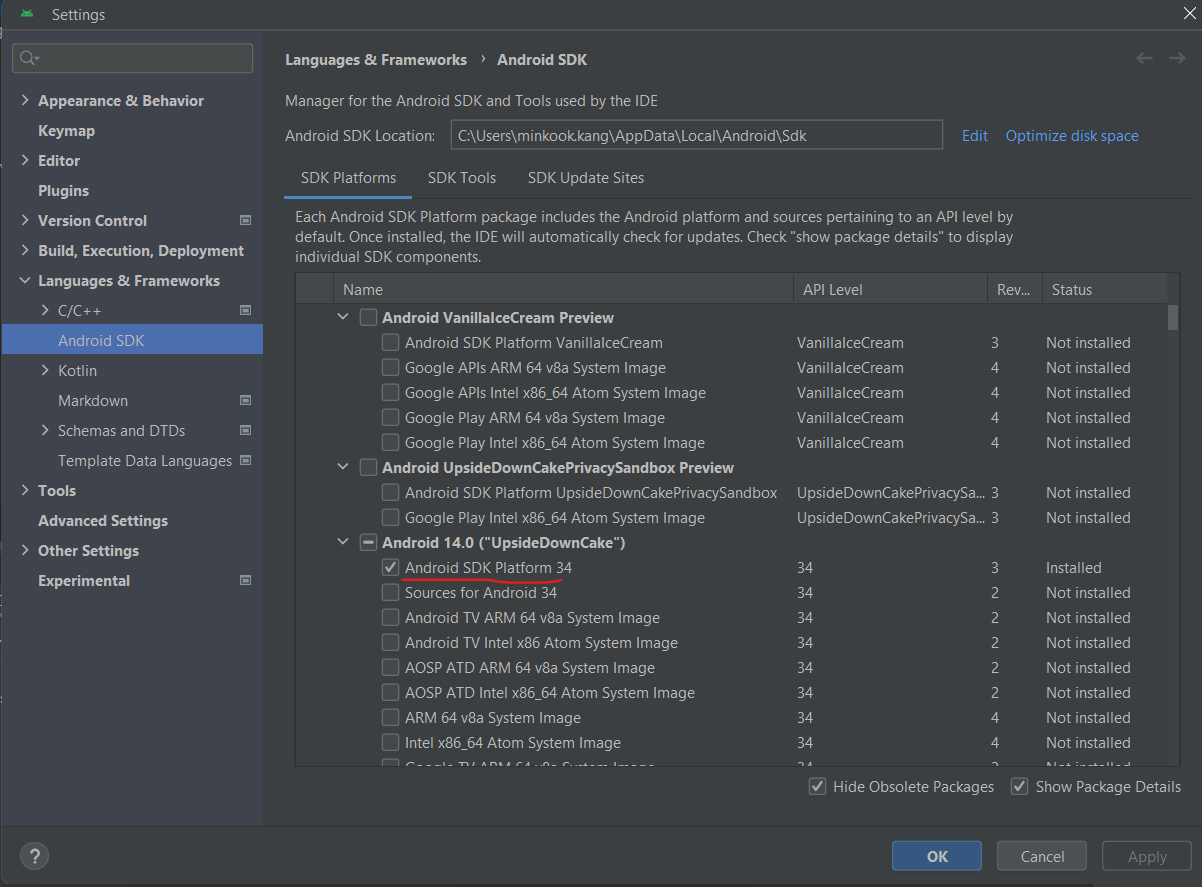 Settings
Languages & Frameworks › Android SDK
Manager for the Android SDK and Tools used by the IDE
Android SDK Location: C:\Users\minkook.kang\AppData\Local\Android\Sdk Edit Optimize disk space
Appearance & Behavior
Keymap
Editor
Plugins
Version Control
Build, Execution, Deployment
Languages & Frameworks
C/C++
Android SDK
Kotlin
Markdown
Schemas and DTDs
Template Data Languages
Tools
Advanced Settings
Other Settings
Experimental
SDK Platforms SDK Tools SDK Update Sites
Each Android SDK Platform package includes the Android platform and sources pertaining to an API level by
default. Once installed, the IDE will automatically check for updates. Check "show package details" to display
individual SDK components.
Name API Level Rev... Status
Android VanillaIceCream Preview
Android SDK Platform VanillaIceCream VanillaIceCream 3 Not installed
Google APIs ARM 64 v8a System Image VanillaIceCream 4 Not installed
Google APIs Intel x86_64 Atom System Image VanillaIceCream 4 Not installed
Google Play ARM 64 v8a System Image VanillaIceCream 4 Not installed
Google Play Intel x86_64 Atom System Image VanillaIceCream 4 Not installed
Android UpsideDownCakePrivacySandbox Preview
Android SDK Platform UpsideDownCakePrivacySandbox UpsideDownCakePrivacySa... 3 Not installed
Google Play Intel x86_64 Atom System Image UpsideDownCakePrivacySa... 3 Not installed
Android 14.0 ("UpsideDownCake")
Android SDK Platform 34 34 3 Installed
Sources for Android 34 34 2 Not installed
Android TV ARM 64 v8a System Image 34 2 Not installed
Android TV Intel x86 Atom System Image 34 2 Not installed
AOSP ATD ARM 64 v8a System Image 34 2 Not installed
AOSP ATD Intel x86_64 Atom System Image 34 2 Not installed
ARM 64 v8a System Image 34 4 Not installed
Intel x86_64 Atom System Image 34 4 Not installed
Google TV ARM 64 v8a System Image 34 Not installed
Hide Obsolete Packages Show Package Details
? OK Cancel Apply